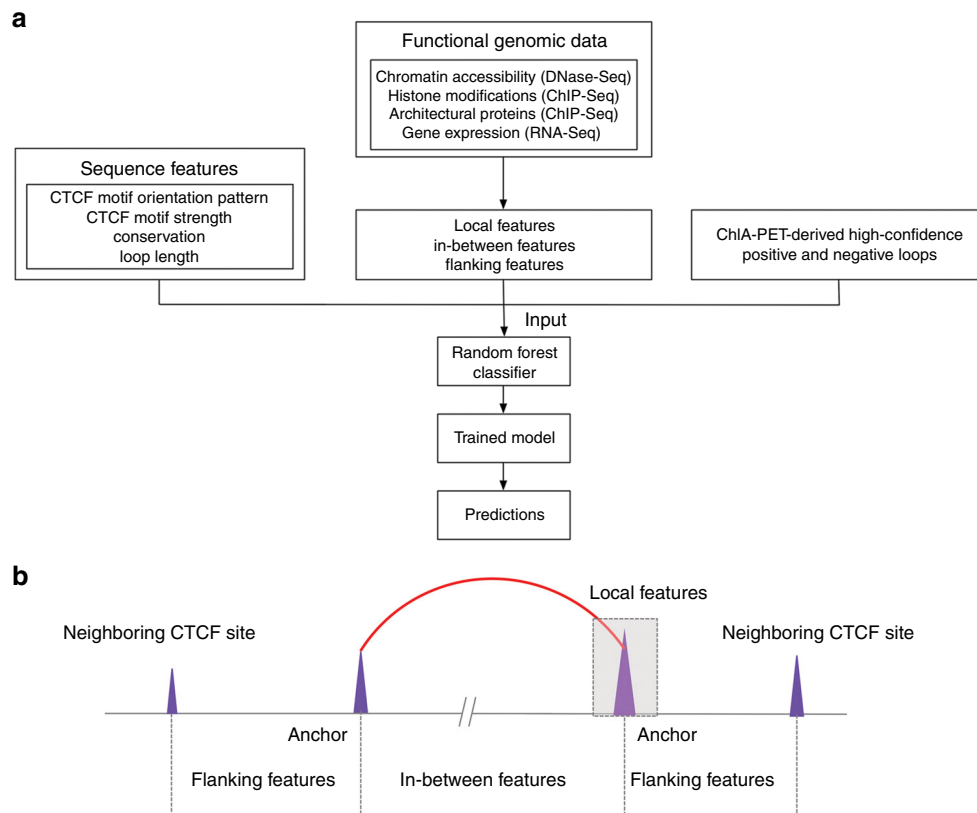 a
Functional genomic data
Chromatin accessibility (DNase-Seq)
Histone modifications (ChIP-Seq)
Architectural proteins (ChIP-Seq)
Gene expression (RNA-Seq)
Sequence features
CTCF motif orientation pattern
CTCF motif strength
conservation
loop length
Local features
in-between features
flanking features
ChIA-PET-derived high-confidence
positive and negative loops
Input
Random forest
classifier
Trained model
Predictions
b
Local features
Neighboring CTCF site
Neighboring CTCF site
Anchor
Anchor
Flanking features
In-between features
Flanking features